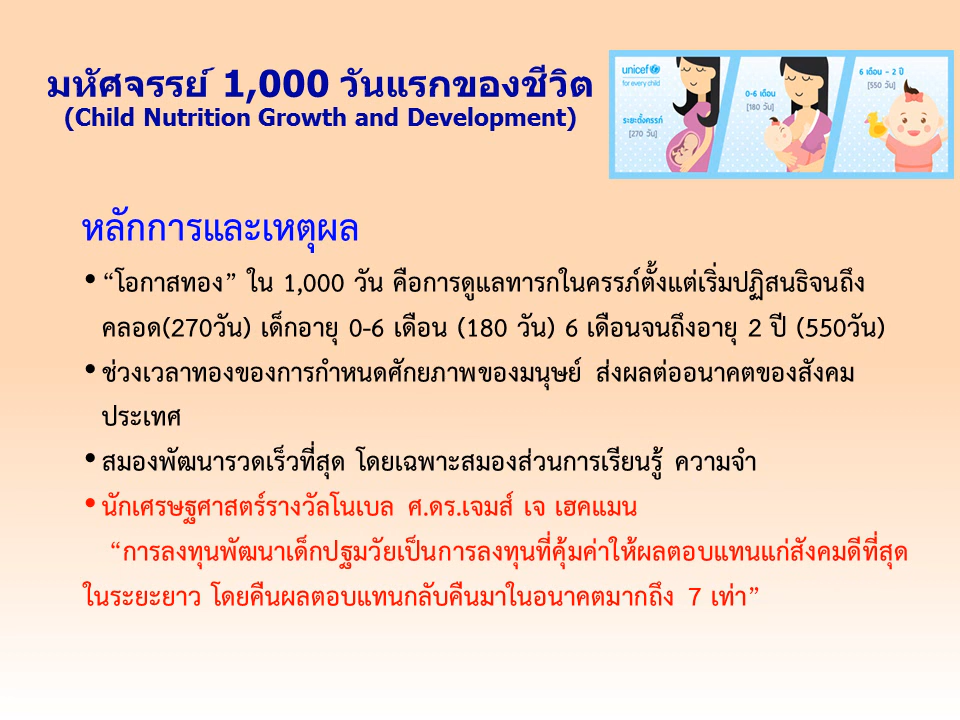 มหัศจรรย์ 1,000 วันแรกของชีวิต
(Child Nutrition Growth and Development)
unicef
for every child
ระยะตั้งครรภ์
[270 วัน]
0-6 เดือน
[180 วัน]
6 เดือน - 2 ปี
[550 วัน]
หลักการและเหตุผล
• “โอกาสทอง” ใน 1,000 วัน คือการดูแลทารกในครรภ์ตั้งแต่เริ่มปฏิสนธิจนถึง
คลอด(270วัน) เด็กอายุ 0-6 เดือน (180 วัน) 6 เดือนจนถึงอายุ 2 ปี (550วัน)
• ช่วงเวลาทองของการกำหนดศักยภาพของมนุษย์ ส่งผลต่ออนาคตของสังคม
ประเทศ
• สมองพัฒนารวดเร็วที่สุด โดยเฉพาะสมองส่วนการเรียนรู้ ความจำ
• นักเศรษฐศาสตร์รางวัลโนเบล ศ.ดร.เจมส์ เจ เฮคแมน
“การลงทุนพัฒนาเด็กปฐมวัยเป็นการลงทุนที่คุ้มค่าให้ผลตอบแทนแก่สังคมดีที่สุด
ในระยะยาว โดยคืนผลตอบแทนกลับคืนมาในอนาคตมากถึง 7 เท่า”